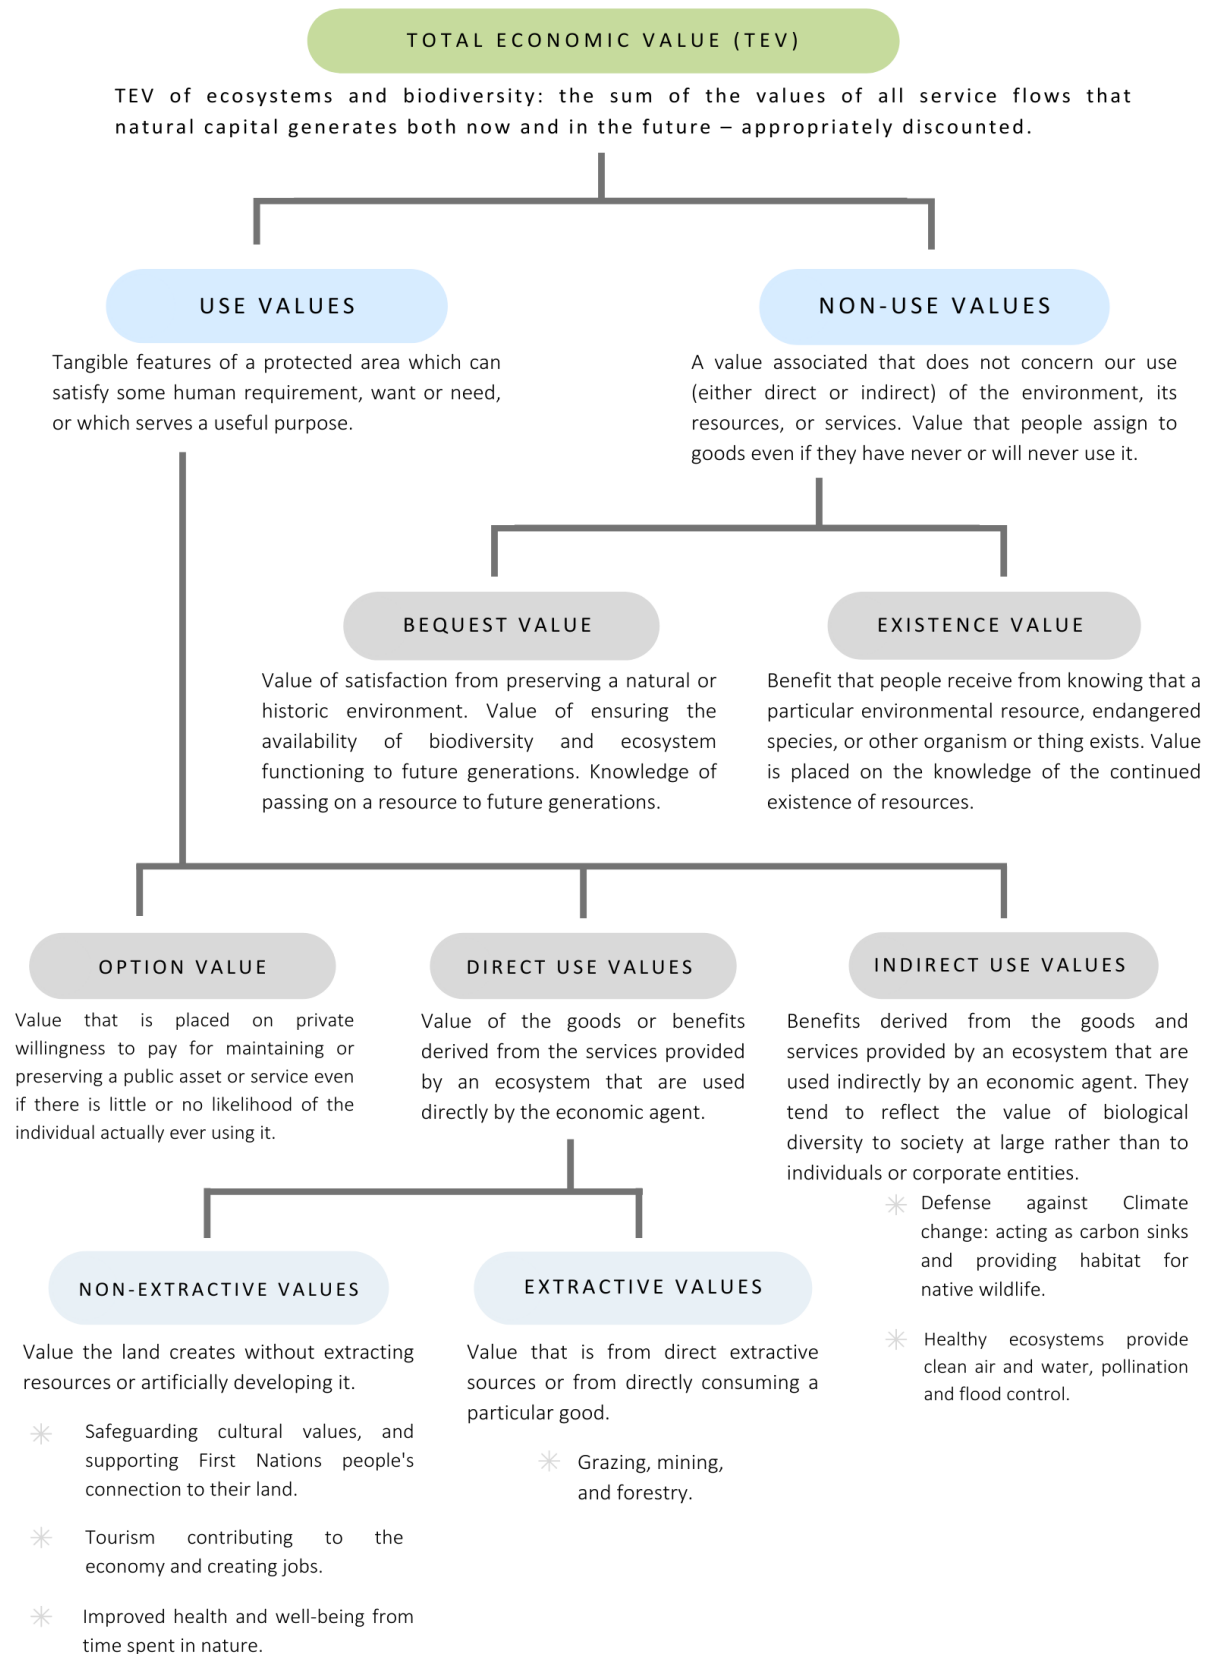 TOTAL ECONOMIC VALUE (TEV)
TEV of ecosystems and biodiversity: the sum of the values of all service flows that
natural capital generates both now and in the future – appropriately discounted.
USE VALUES
Tangible features of a protected area which can
satisfy some human requirement, want or need,
or which serves a useful purpose.
NON-USE VALUES
A value associated that does not concern our use
(either direct or indirect) of the environment, its
resources, or services. Value that people assign to
goods even if they have never or will never use it.
BEQUEST VALUE
Value of satisfaction from preserving a natural or
historic environment. Value of ensuring the
availability of biodiversity and ecosystem
functioning to future generations. Knowledge of
passing on a resource to future generations.
EXISTENCE VALUE
Benefit that people receive from knowing that a
particular environmental resource, endangered
species, or other organism or thing exists. Value
is placed on the knowledge of the continued
existence of resources.
OPTION VALUE
Value that is placed on private
willingness to pay for maintaining or
preserving a public asset or service even
if there is little or no likelihood of the
individual actually ever using it.
DIRECT USE VALUES
Value of the goods or benefits
derived from the services provided
by an ecosystem that are used
directly by the economic agent.
INDIRECT USE VALUES
Benefits derived from the goods and
services provided by an ecosystem that are
used indirectly by an economic agent. They
tend to reflect the value of biological
diversity to society at large rather than to
individuals or corporate entities.
Defense against Climate
change: acting as carbon sinks
and providing habitat for
native wildlife.
Healthy ecosystems provide
clean air and water, pollination
and flood control.
NON-EXTRACTIVE VALUES
Value the land creates without extracting
resources or artificially developing it.
Safeguarding cultural values, and
supporting First Nations people's
connection to their land.
Tourism contributing to the
economy and creating jobs.
Improved health and well-being from
time spent in nature.
EXTRACTIVE VALUES
Value that is from direct extractive
sources or from directly consuming a
particular good.
Grazing, mining,
and forestry.